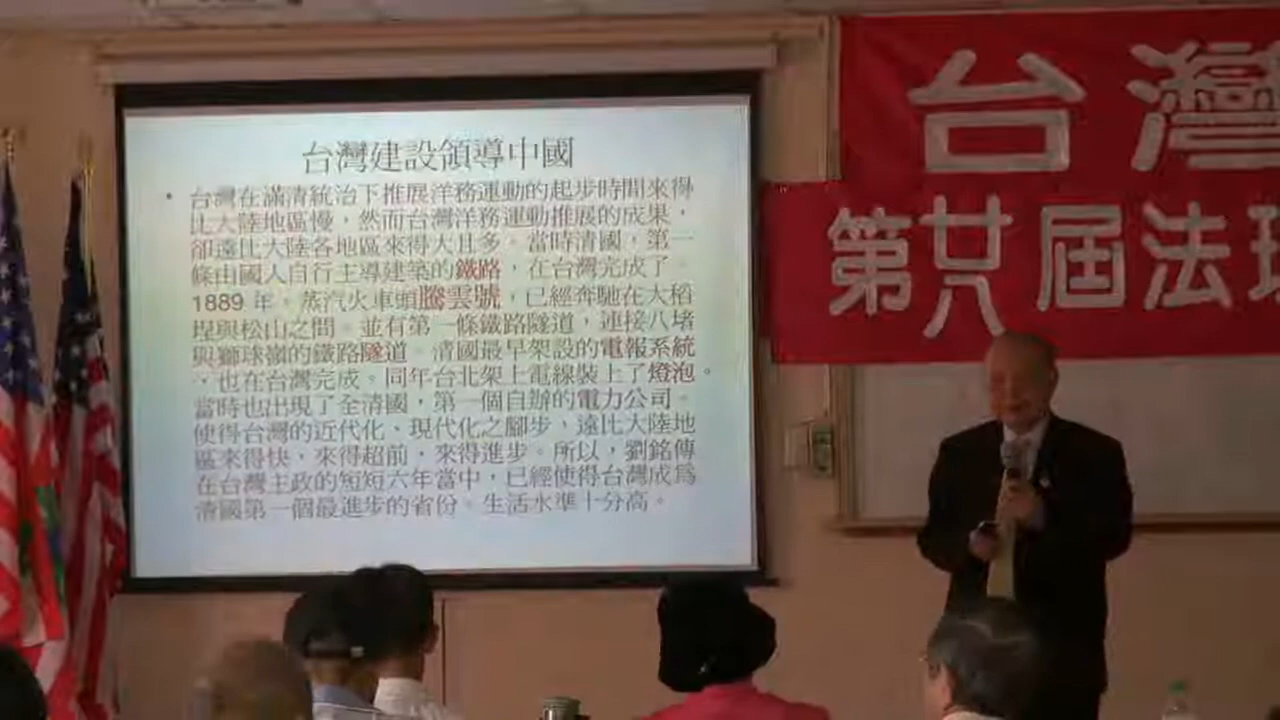 台灣建設領導中國
• 台灣在滿清統治下推展洋務運動的起步時間來得
比大陸地區慢，然而台灣洋務運動推展的成果，
卻遠比大陸各地區來得大且多。當時清國，第一
條由國人自行主導建築的鐵路，在台灣完成了。
1889 年，蒸汽火車頭騰雲號，已經奔馳在大稻
埕與松山之間。並有第一條鐵路隧道，連接八堵
與獅球嶺的鐵路隧道。清國最早架設的電報系統
，也在台灣完成。同年台北架上電線裝上了燈泡。
當時也出現了全清國，第一個自辦的電力公司。
使得台灣的近代化、現代化之腳步，遠比大陸地
區來得快、來得超前、來得進步。所以，劉銘傳
在台灣主政的短短六年當中，已經使得台灣成為
清國第一個最進步的省份。生活水準十分高。
台灣
第廿八屆法